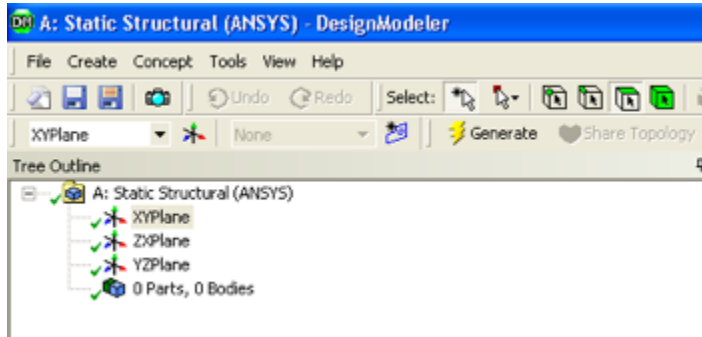 DM A: Static Structural (ANSYS) - DesignModeler
File Create Concept Tools View Help
Undo Redo Select:
XYPlane None Generate Share Topology
Tree Outline
A: Static Structural (ANSYS)
XYPlane
ZXPlane
YZPlane
0 Parts, 0 Bodies